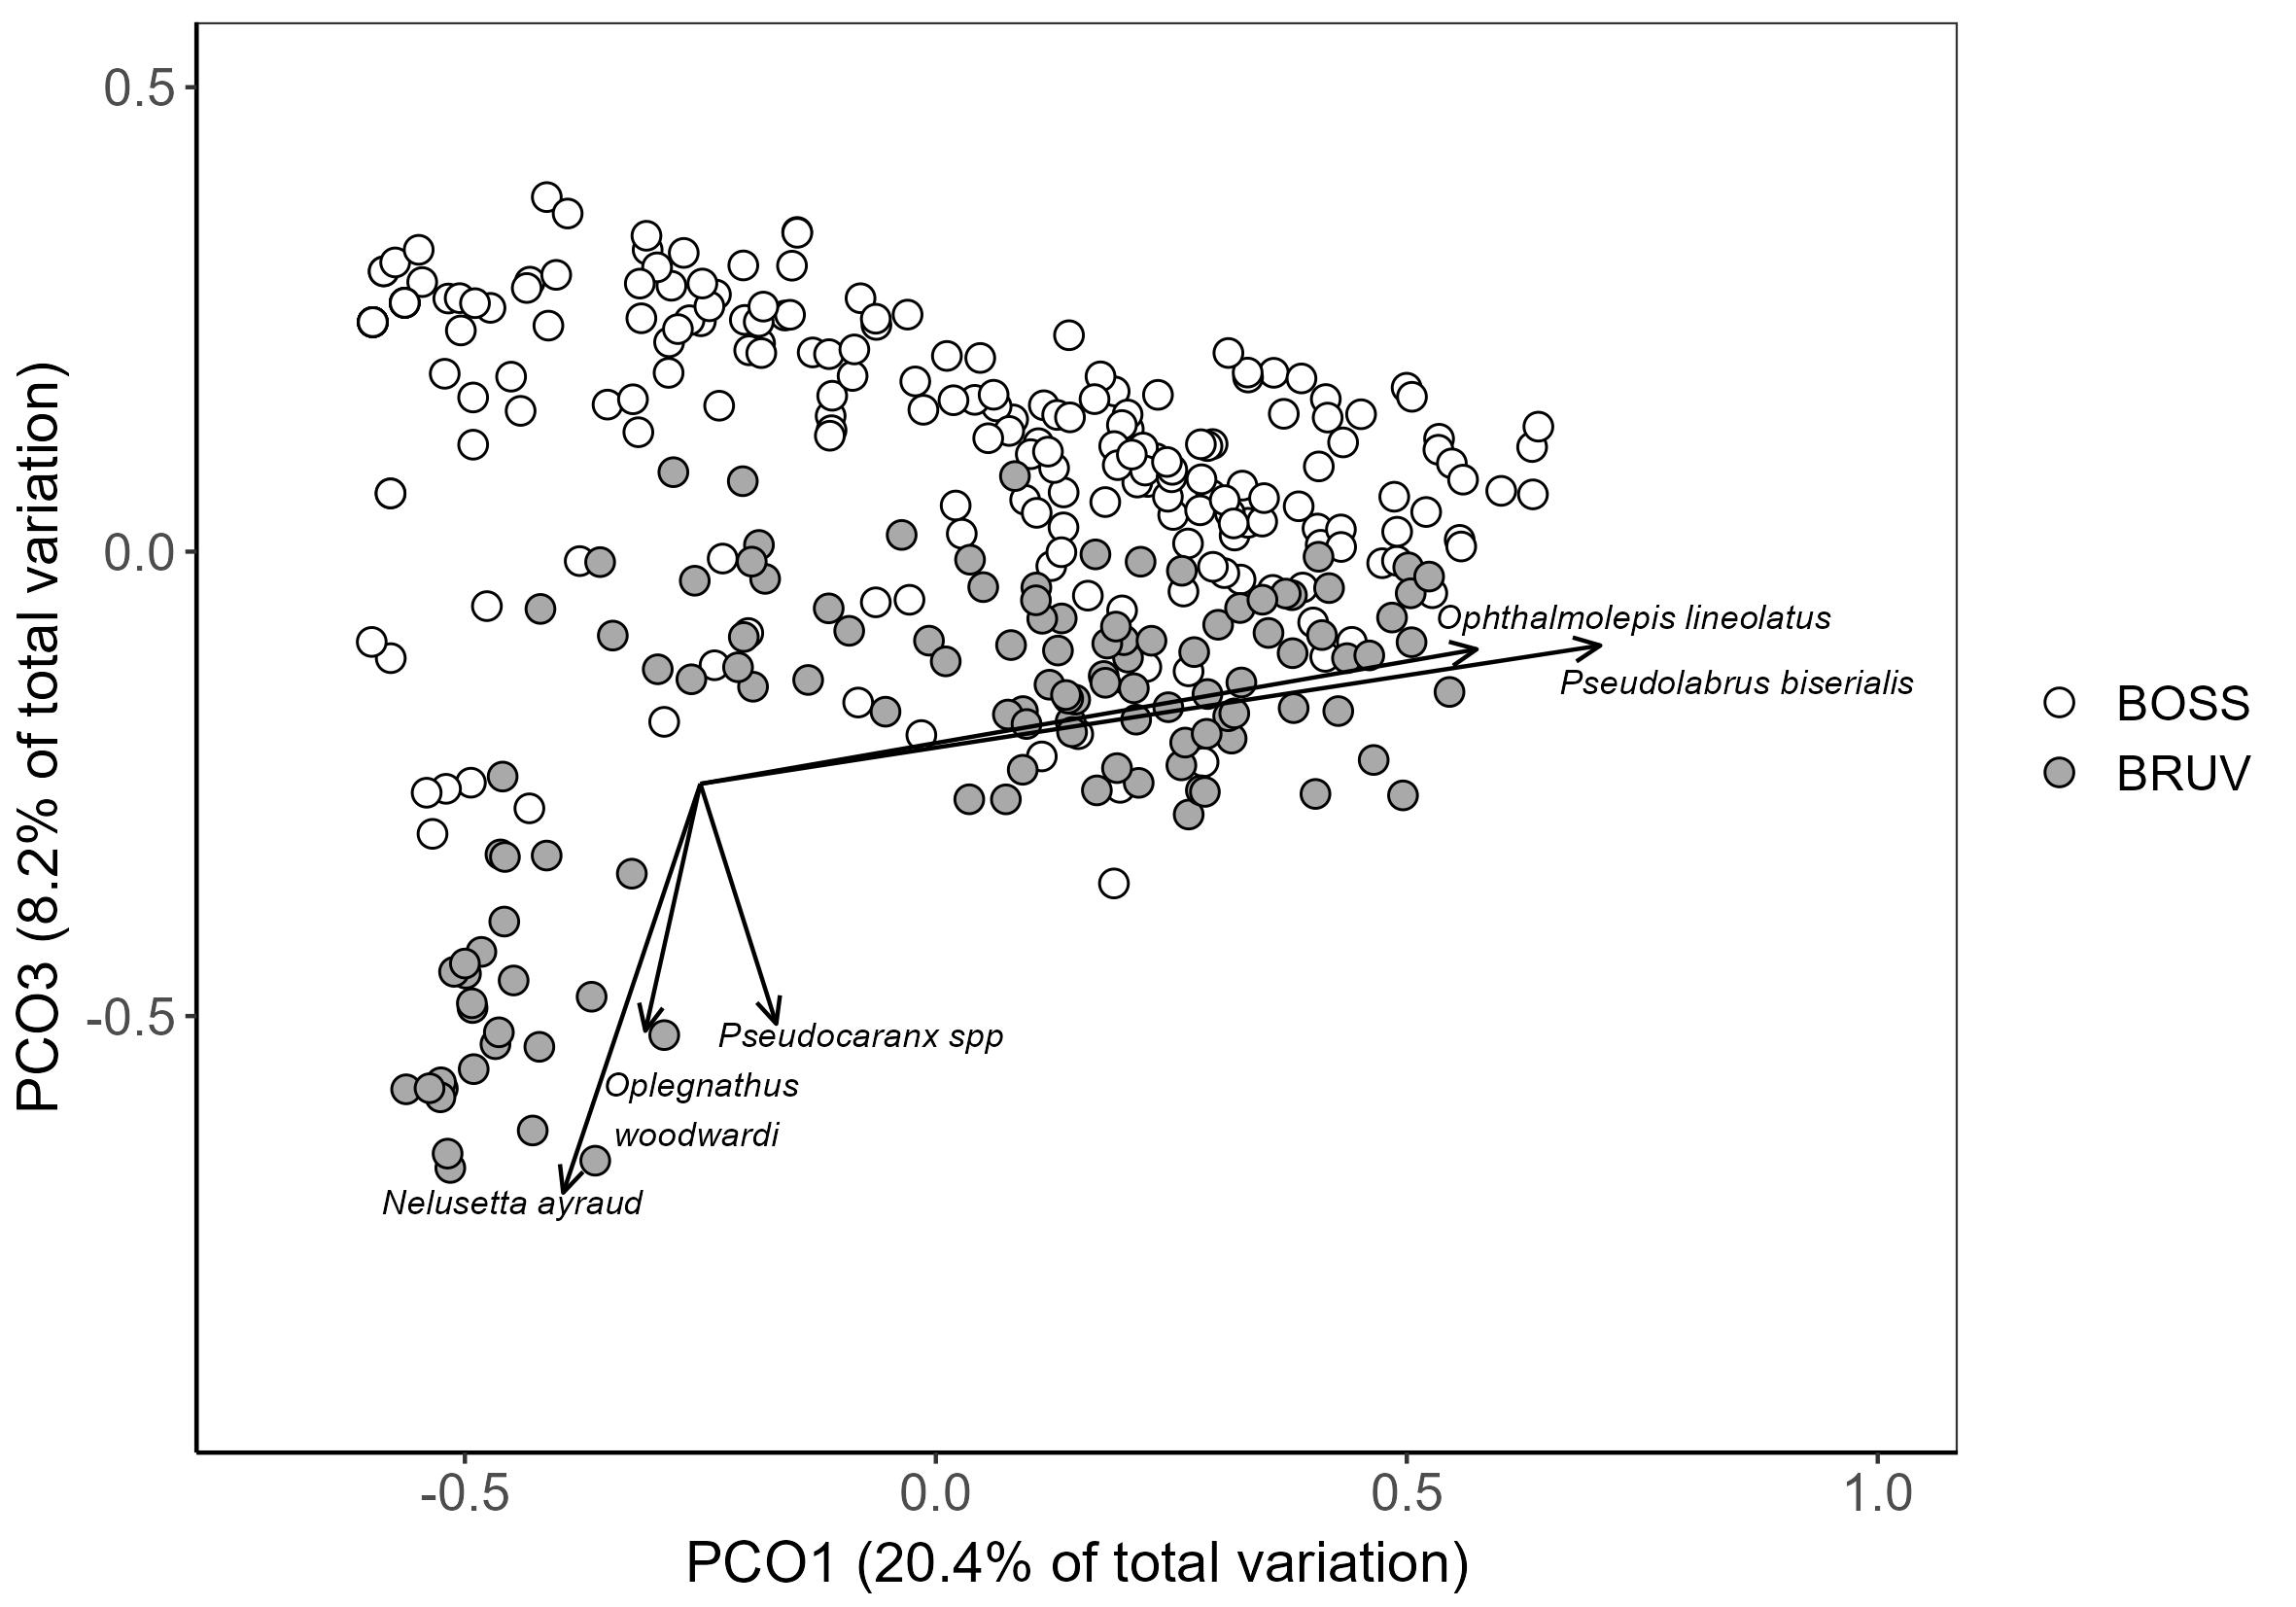 0.5
0.0
-0.5
PCO3 (8.2% of total variation)
Ophthalmolepis lineolatus
Pseudolabrus biserialis
Pseudocaranx spp
Oplegnathus
woodwardi
Nelusetta ayraud
BOSS
BRUV
-0.5
0.0
0.5
1.0
PCO1 (20.4% of total variation)